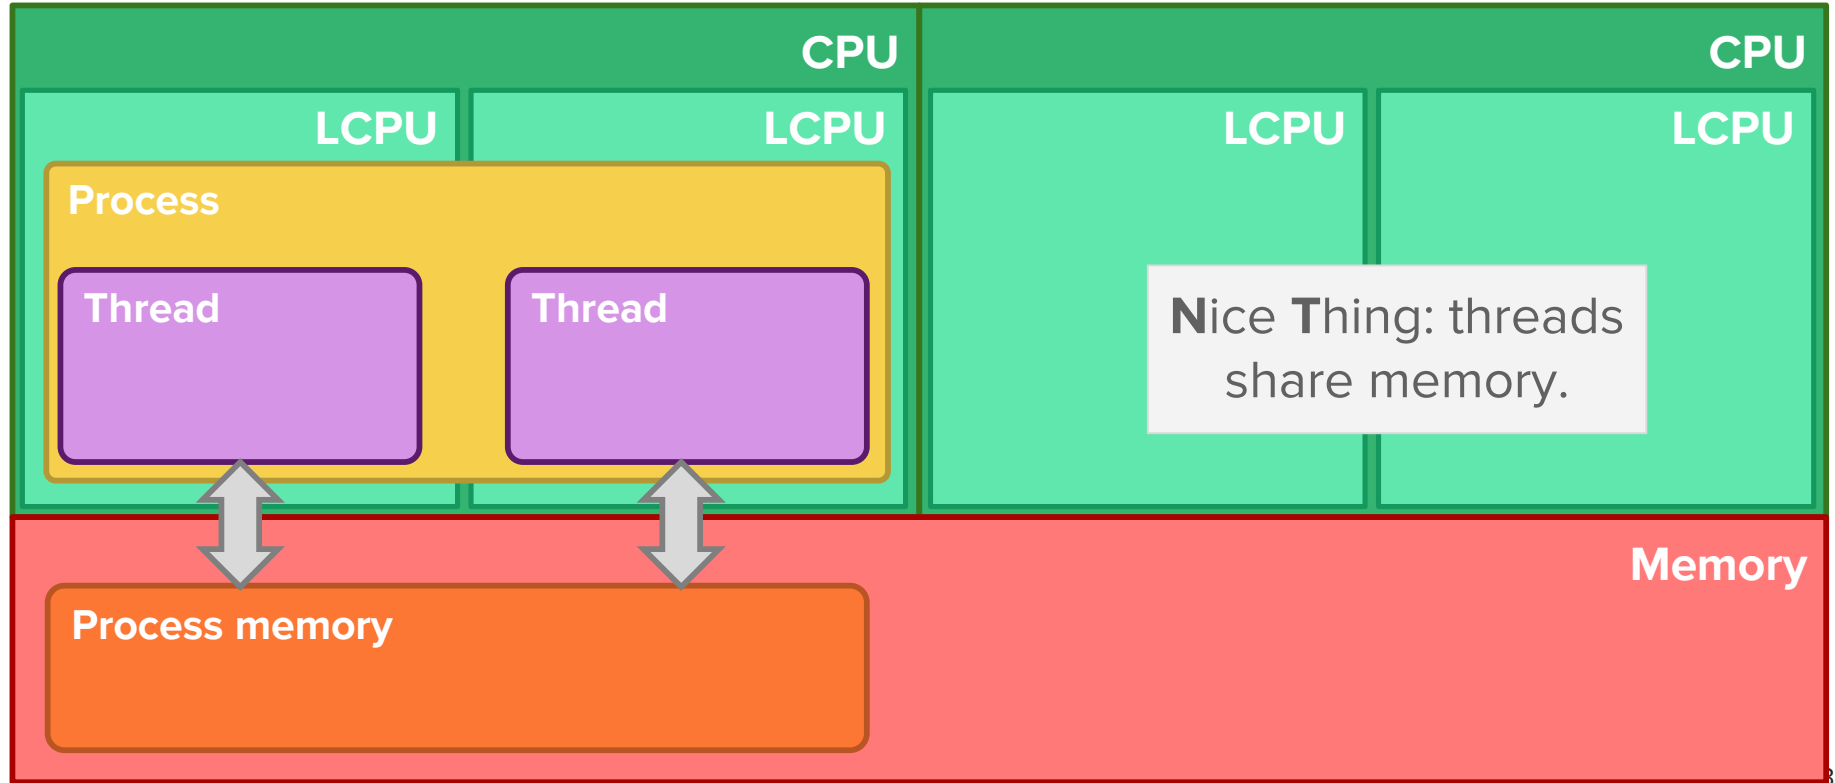 CPU
CPU
LCPU
LCPU
LCPU
LCPU
Process
Thread
Thread
Nice Thing: threads
share memory.
Memory
Process memory